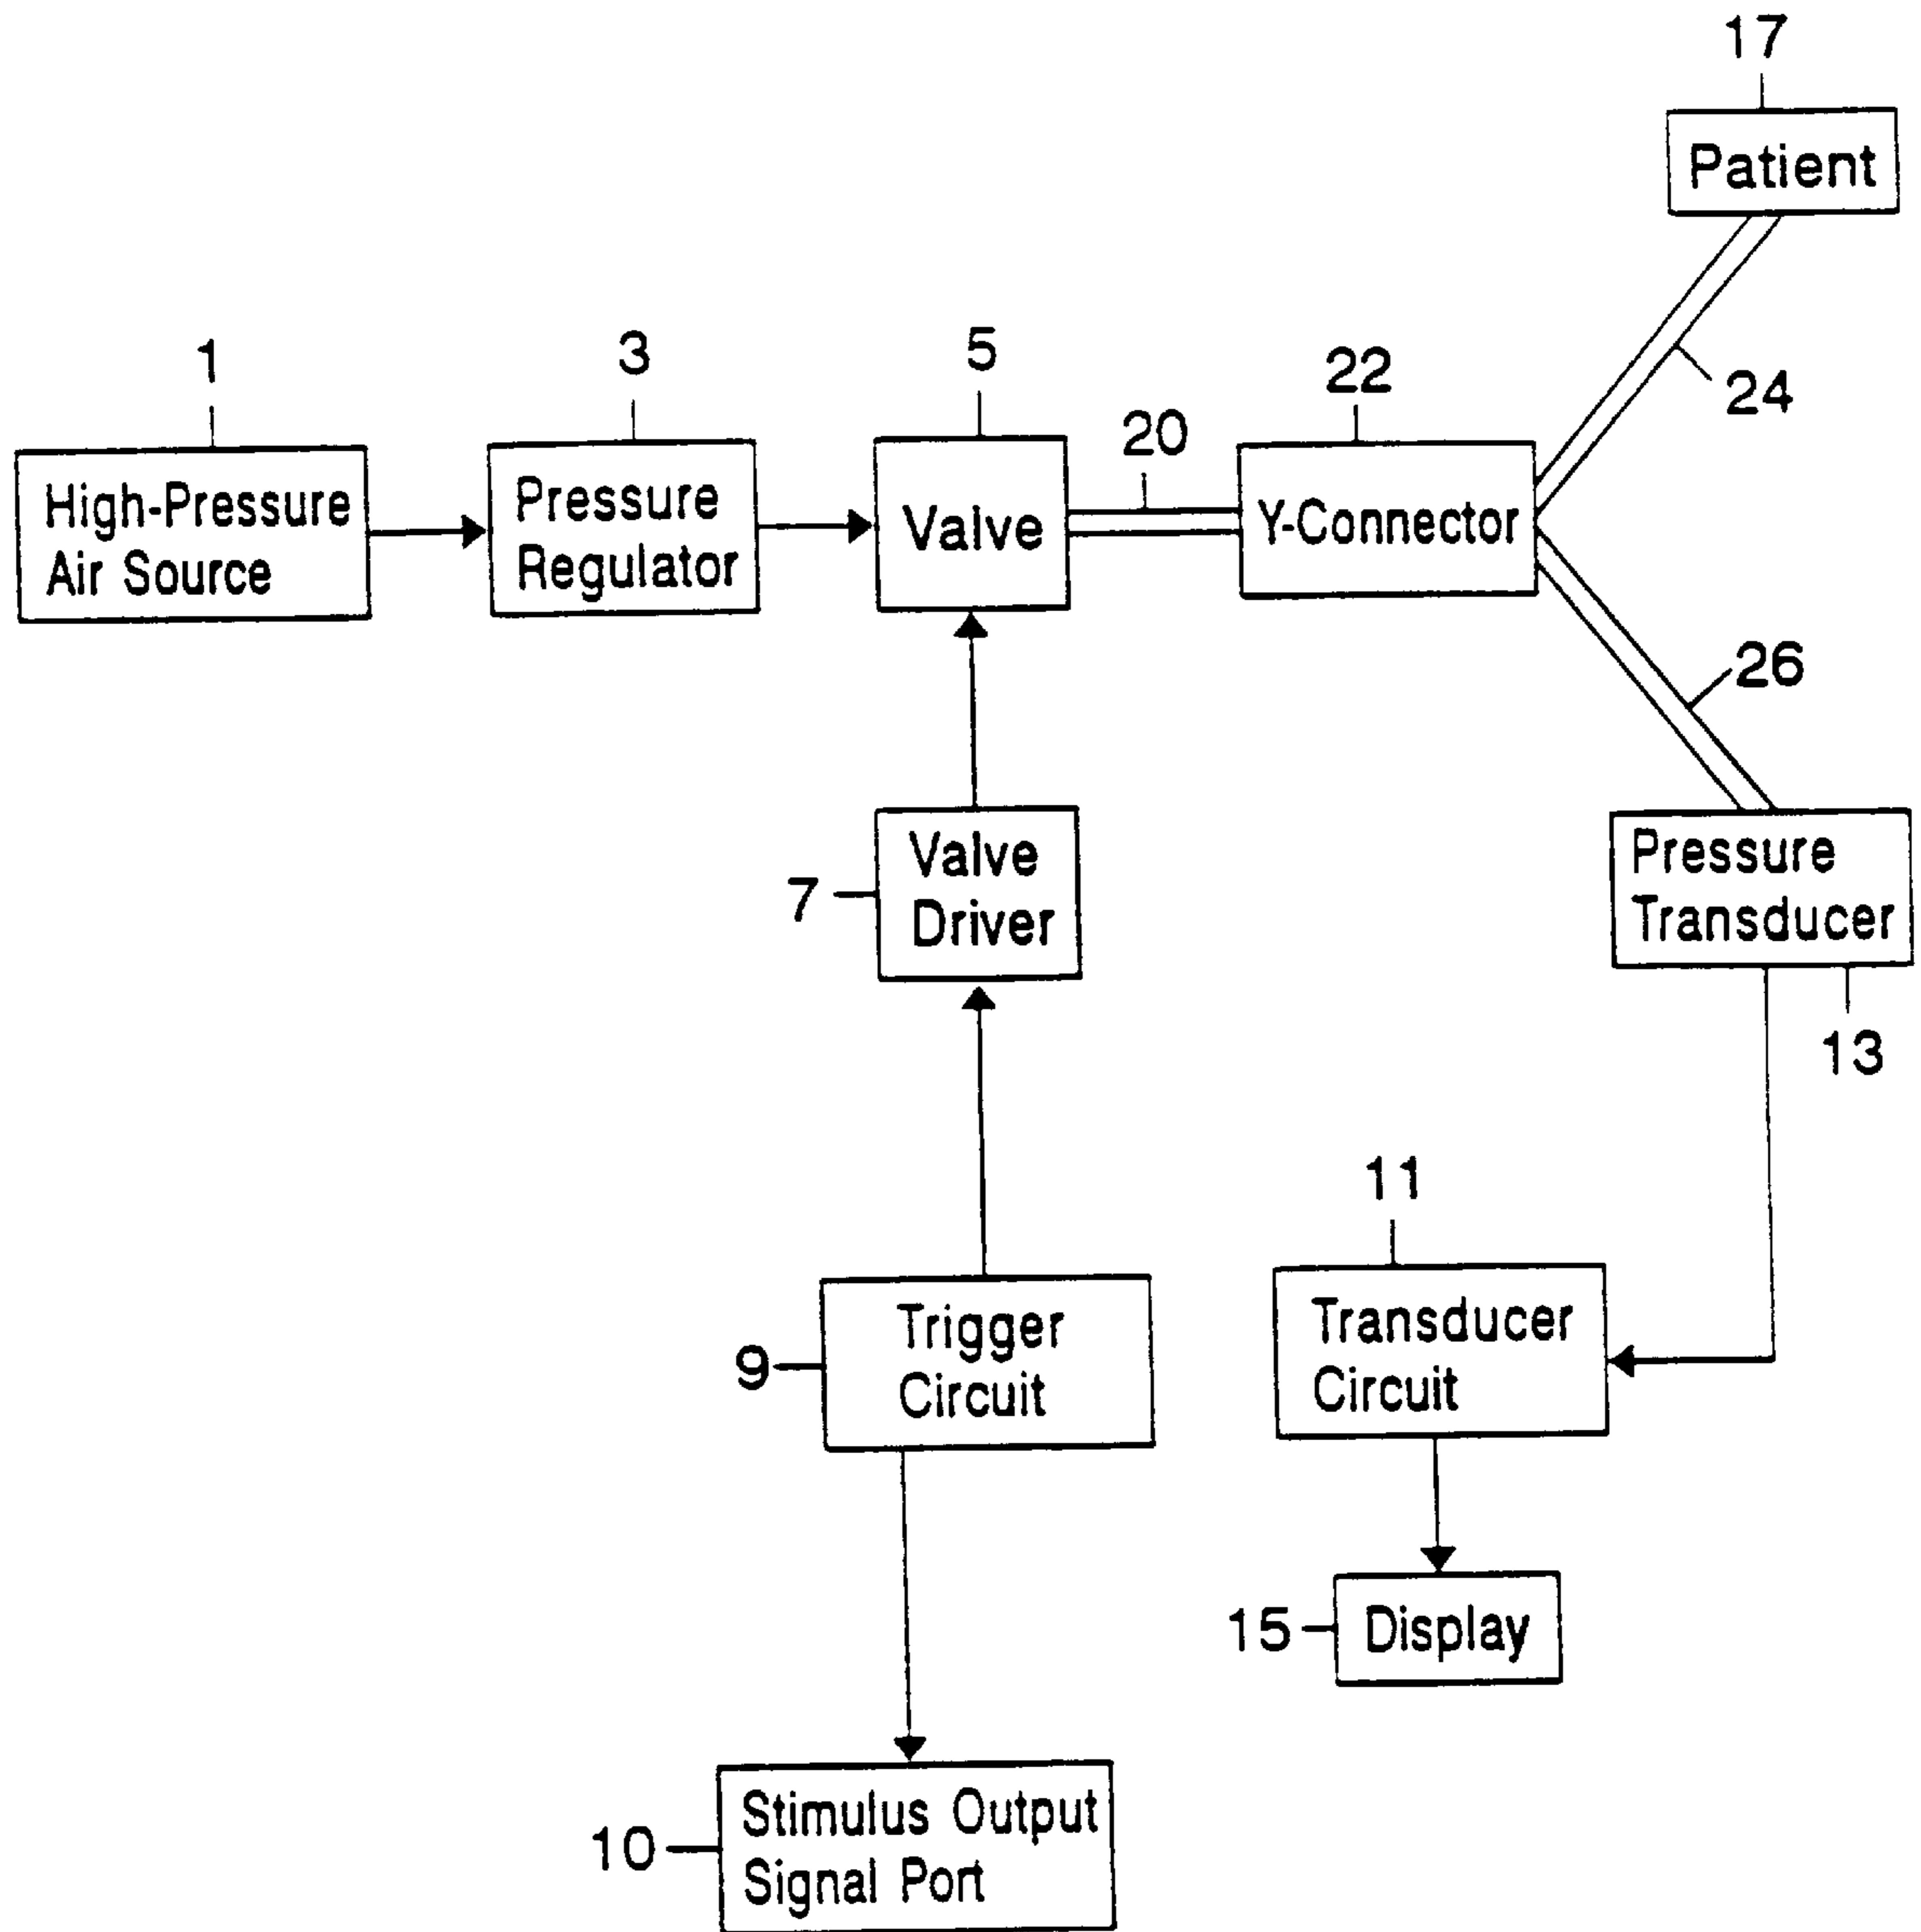 17
Patient
1
3
5
22
20
24
High-Pressure
Air Source
Pressure
Regulator
Valve
Y-Connector
26
7
Valve
Driver
Pressure
Transducer
13
11
9
Trigger
Circuit
Transducer
Circuit
15
Display
10
Stimulus Output
Signal Port